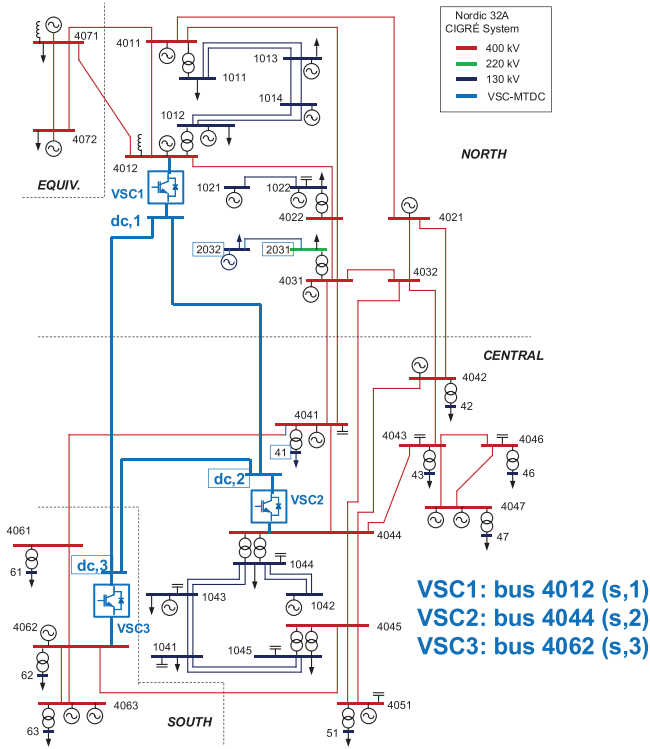 Nordic 32A
CIGRÉ System
400 kV
220 kV
130 kV
VSC-MTDC
4071
4011
1013
1011
4072
1014
1012
NORTH
4012
EQUIV.
VSC1
1021
1022
4021
dc,1
4022
2032
2031
4031
4032
CENTRAL
4042
42
4041
4043
4046
41
43
46
dc,2
VSC2
4047
47
4044
4061
61
dc,3
1044
1043
1042
VSC1: bus 4012 (s,1)
VSC2: bus 4044 (s,2)
VSC3: bus 4062 (s,3)
4062
VSC3
4045
1041
1045
62
4063
4051
SOUTH
63
51